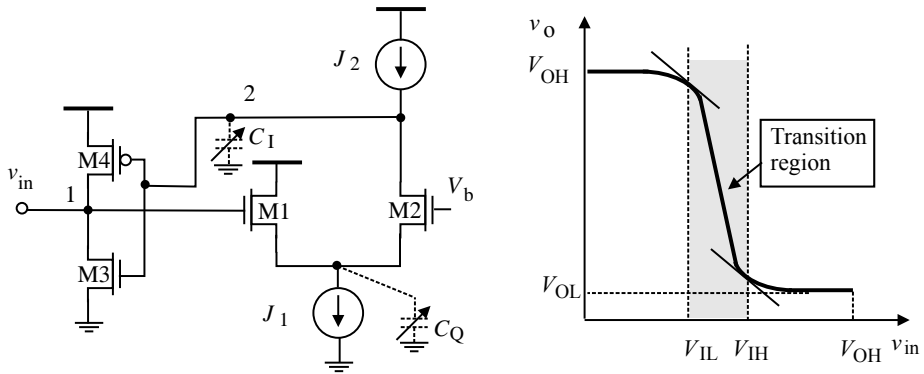 J2
2
CI
M4
vin
1
M1
M2
Vb
M3
J1
CQ
vo
VOH
Transition
region
VOL
VIL
VIH
VOH
vin